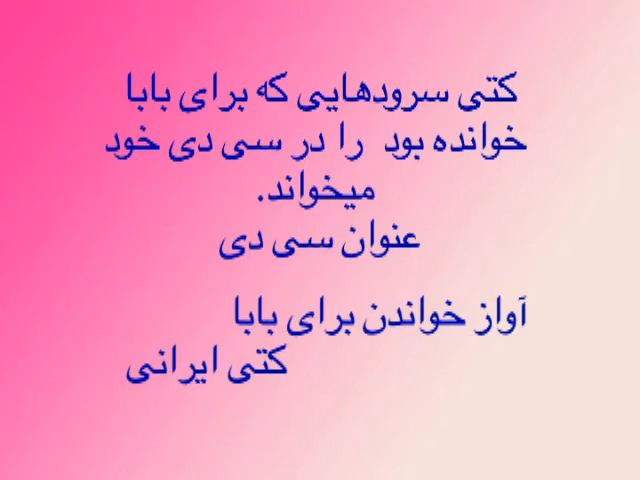 کتی سرودهایی که برای بابا
خوانده بود را در سی دی خود
میخواند.
عنوان سی دی
آواز خواندن برای بابا
کتی ایرانی